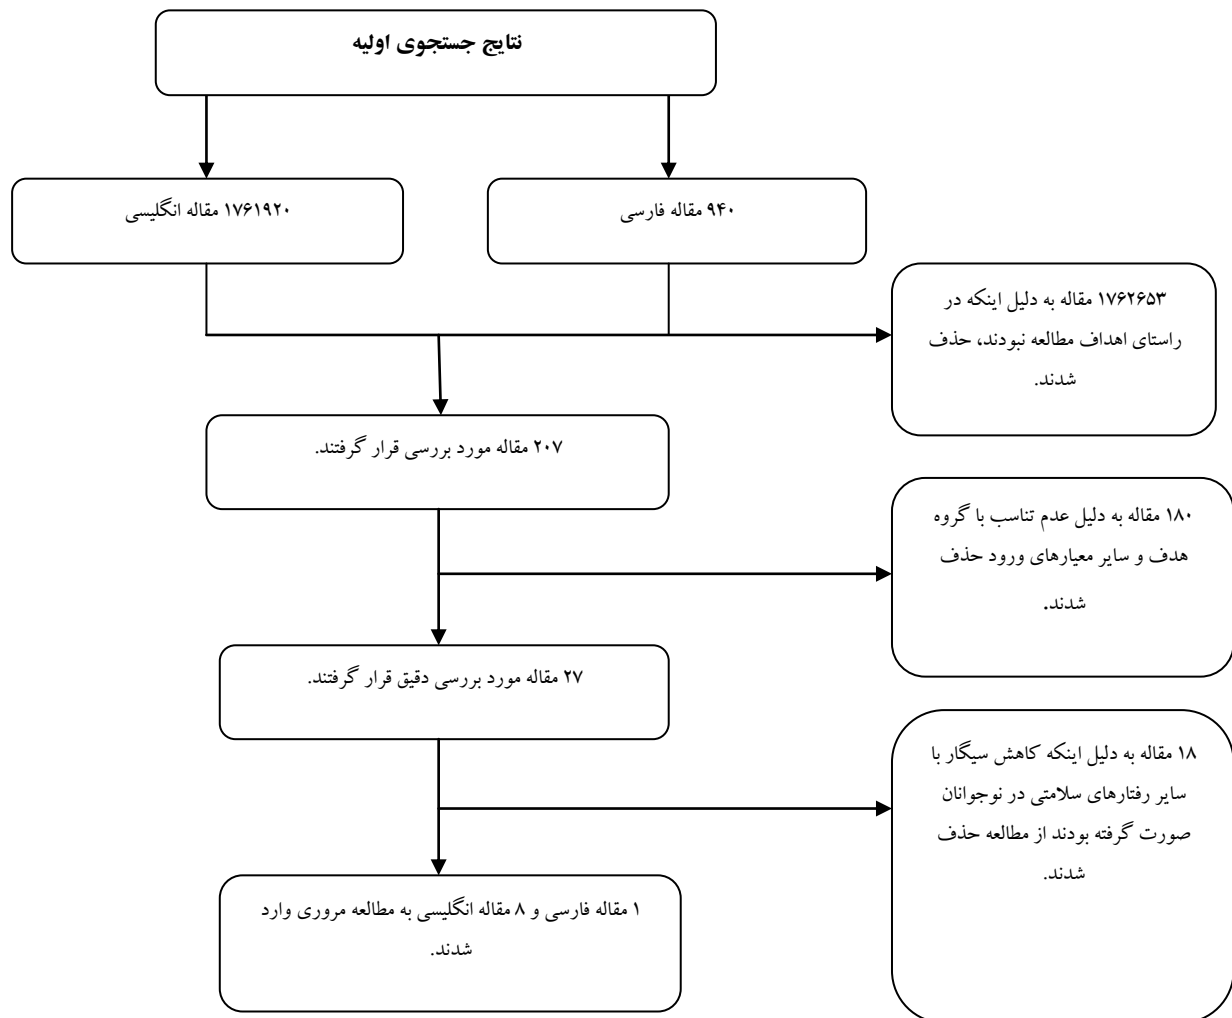 نتایج جستجوی اولیه
۹۴۰ مقاله فارسی
۱۷۶۱۹۲۰ مقاله انگلیسی
۱۷۶۲۶۵۳ مقاله به دلیل اینکه در
راستای اهداف مطالعه نبودند، حذف
شدند.
۲۰۷ مقاله مورد بررسی قرار گرفتند.
۱۸۰ مقاله به دلیل عدم تناسب با گروه
هدف و سایر معیارهای ورود حذف
شدند.
۲۷ مقاله مورد بررسی دقیق قرار گرفتند.
۱۸ مقاله به دلیل اینکه کاهش سیگار با
سایر رفتارهای سلامتی در نوجوانان
صورت گرفته بودند از مطالعه حذف
شدند.
۱ مقاله فارسی و ۸ مقاله انگلیسی به مطالعه مروری وارد
شدند.